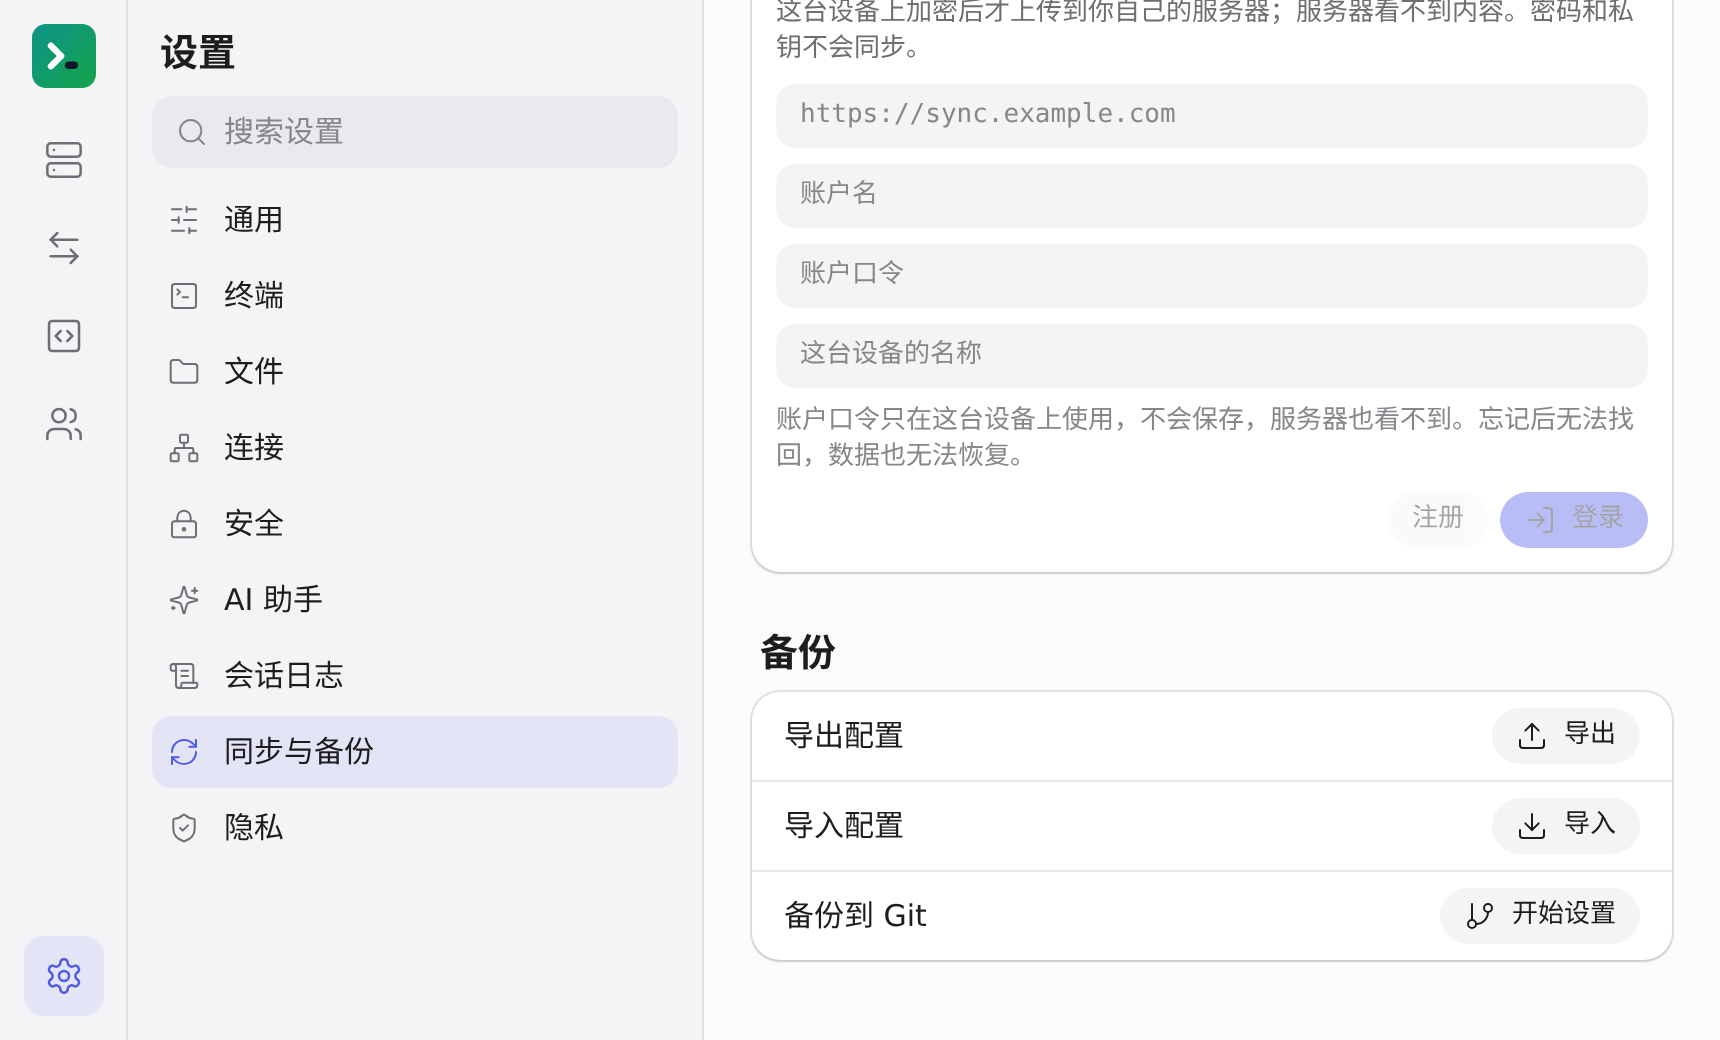 设置
搜索设置
通用
终端
文件
连接
安全
AI 助手
会话日志
同步与备份
隐私
这台设备上加密后才上传到你自己的服务器；服务器看不到内容。密码和私
钥不会同步。
https://sync.example.com
账户名
账户口令
这台设备的名称
账户口令只在这台设备上使用，不会保存，服务器也看不到。忘记后无法找
回，数据也无法恢复。
注册
登录
备份
导出配置
导出
导入配置
导入
备份到 Git
开始设置